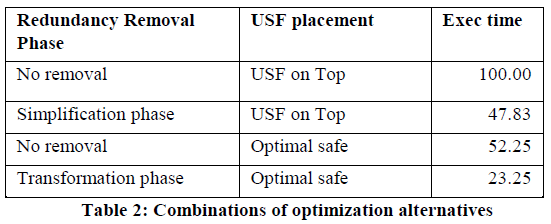 Redundancy Removal Phase USF placement Exec time
No removal USF on Top 100.00
Simplification phase USF on Top 47.83
No removal Optimal safe 52.25
Transformation phase Optimal safe 23.25
Table 2: Combinations of optimization alternatives